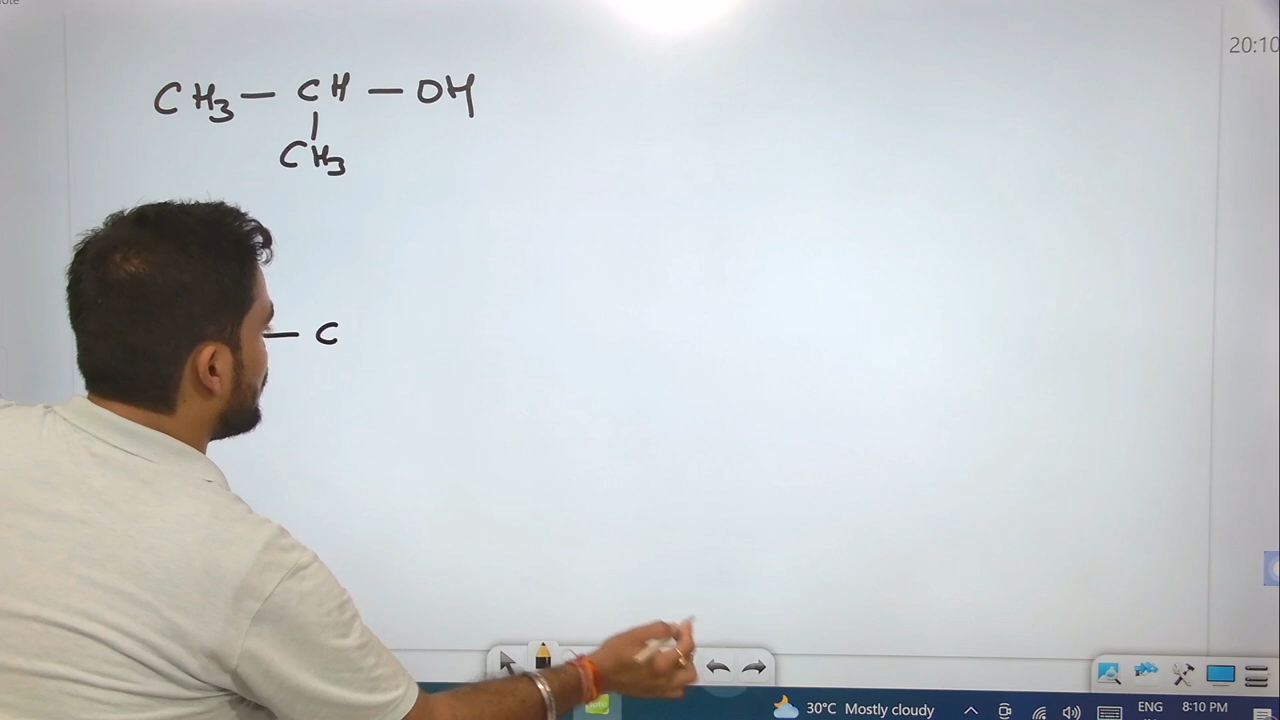 20:10
CH3 — CH — OH
|
CH3
— C
30°C Mostly cloudy
ENG
8:10 PM